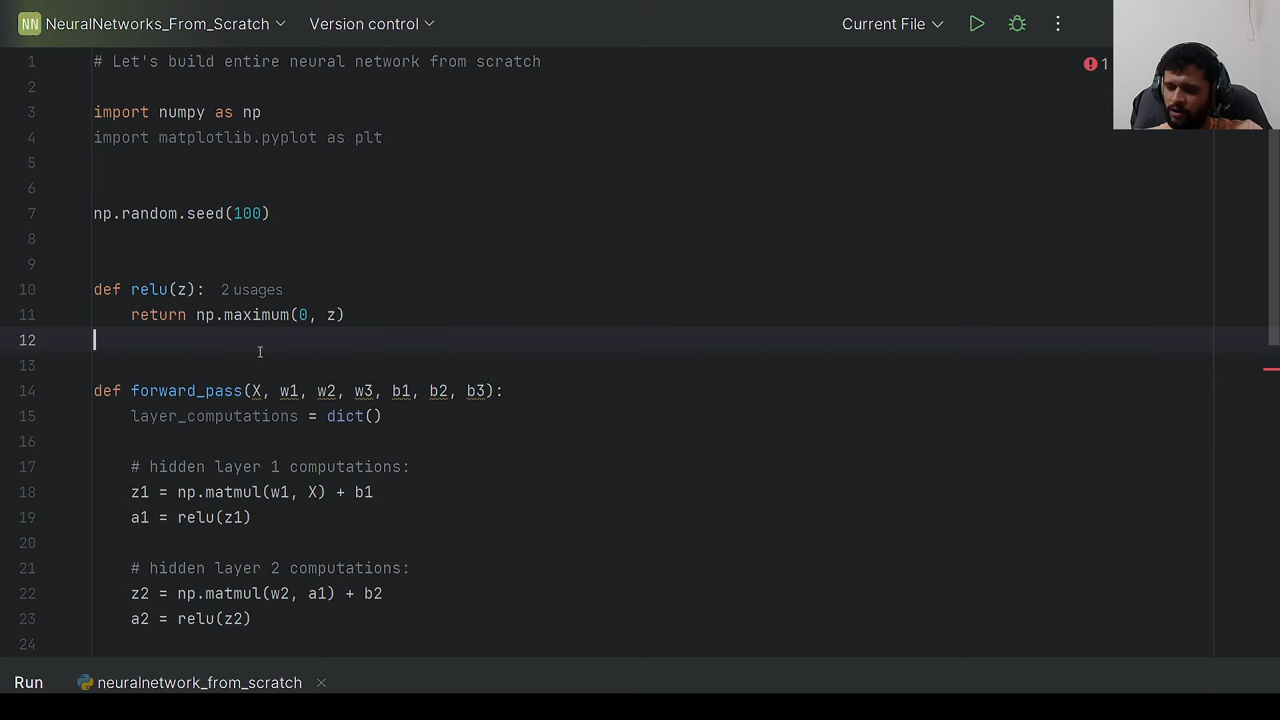 NN NeuralNetworks_From_Scratch Version control Current File
1 # Let's build entire neural network from scratch
1
2
3 import numpy as np
4 import matplotlib.pyplot as plt
5
6
7 np.random.seed(100)
8
9
10 def relu(z): 2 usages
11 return np.maximum(0, z)
12
13
14 def forward_pass(X, w1, w2, w3, b1, b2, b3):
15 layer_computations = dict()
16
17 # hidden layer 1 computations:
18 z1 = np.matmul(w1, X) + b1
19 a1 = relu(z1)
20
21 # hidden layer 2 computations:
22 z2 = np.matmul(w2, a1) + b2
23 a2 = relu(z2)
24
Run neuralnetwork_from_scratch